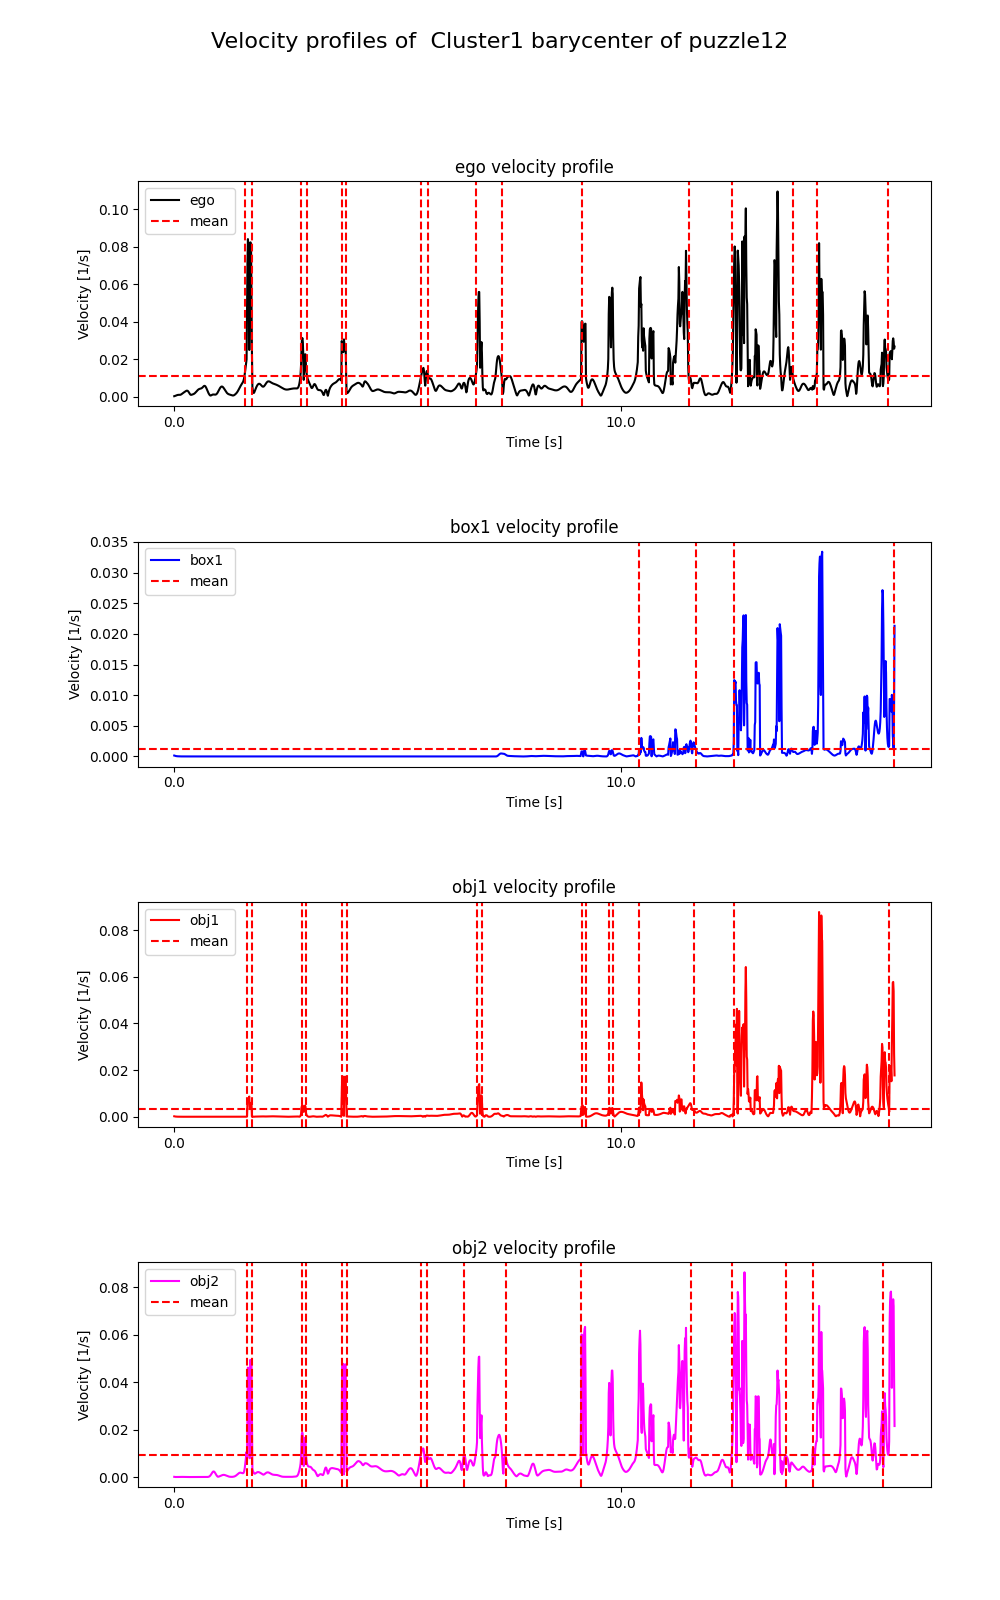 Velocity profiles of  Cluster1 barycenter of puzzle12
ego velocity profile
ego
mean
Velocity [1/s]
0.10
0.08
0.06
0.04
0.02
0.00
0.0
10.0
Time [s]
box1 velocity profile
box1
mean
Velocity [1/s]
0.035
0.030
0.025
0.020
0.015
0.010
0.005
0.000
0.0
10.0
Time [s]
obj1 velocity profile
obj1
mean
Velocity [1/s]
0.08
0.06
0.04
0.02
0.00
0.0
10.0
Time [s]
obj2 velocity profile
obj2
mean
Velocity [1/s]
0.08
0.06
0.04
0.02
0.00
0.0
10.0
Time [s]